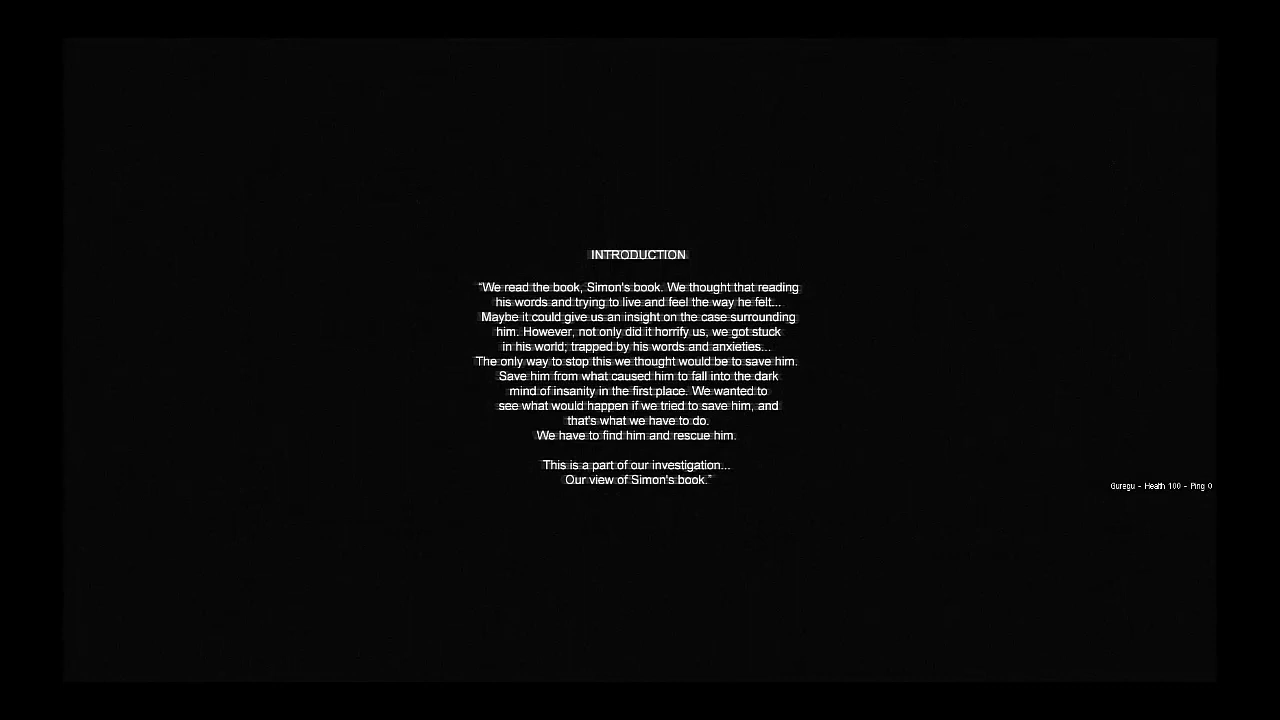 INTRODUCTION
"We read the book, Simon's book. We thought that reading
his words and trying to live and feel the way he felt...
Maybe it could give us an insight on the case surrounding
him. However, not only did it horrify us, we got stuck
in his world; trapped by his words and anxieties...
The only way to stop this we thought would be to save him.
Save him from what caused him to fall into the dark
mind of insanity in the first place. We wanted to
see what would happen if we tried to save him, and
that's what we have to do.
We have to find him and rescue him.
This is a part of our investigation...
Our view of Simon's book."
Guregu - Health 100 - Ping 0